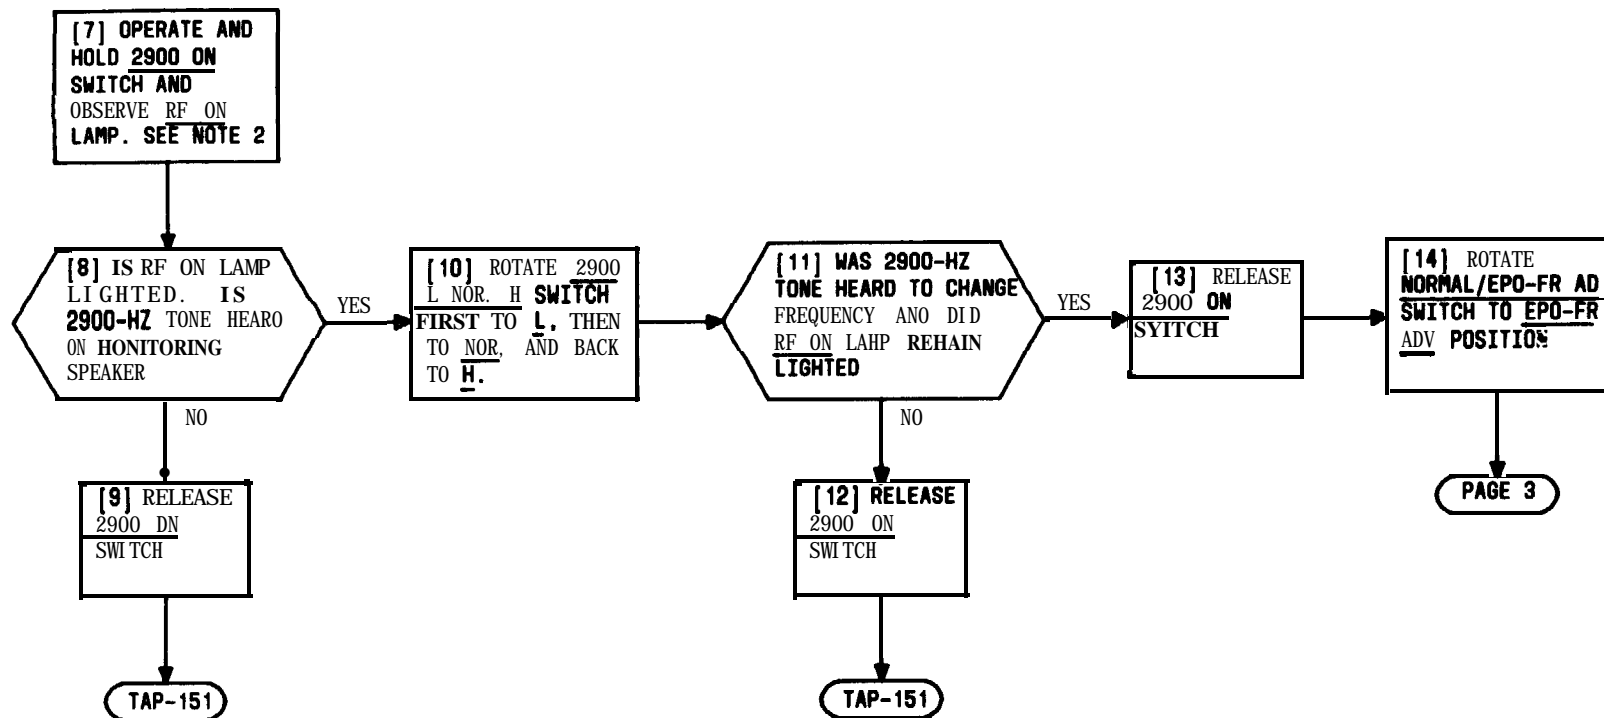 [7] OPERATE AND
HOLD 2900 ON
SWITCH AND
OBSERVE RF ON
LAMP. SEE NOTE 2
[8] IS RF ON LAMP
LIGHTED. IS
2900-HZ TONE HEARO
ON HONITORING
SPEAKER
YES
NO
[9] RELEASE
2900 DN
SWITCH
TAP-151
[10] ROTATE 2900
L NOR. H SWITCH
FIRST TO L, THEN
TO NOR, AND BACK
TO H.
[11] WAS 2900-HZ
TONE HEARD TO CHANGE
FREQUENCY ANO DID
RF ON LAHP REHAIN
LIGHTED
YES
NO
[12] RELEASE
2900 ON
SWITCH
TAP-151
[13] RELEASE
2900 ON
SYITCH
[14] ROTATE
NORMAL/EPO-FR AD
SWITCH TO EPO-FR
ADV POSITION
PAGE 3